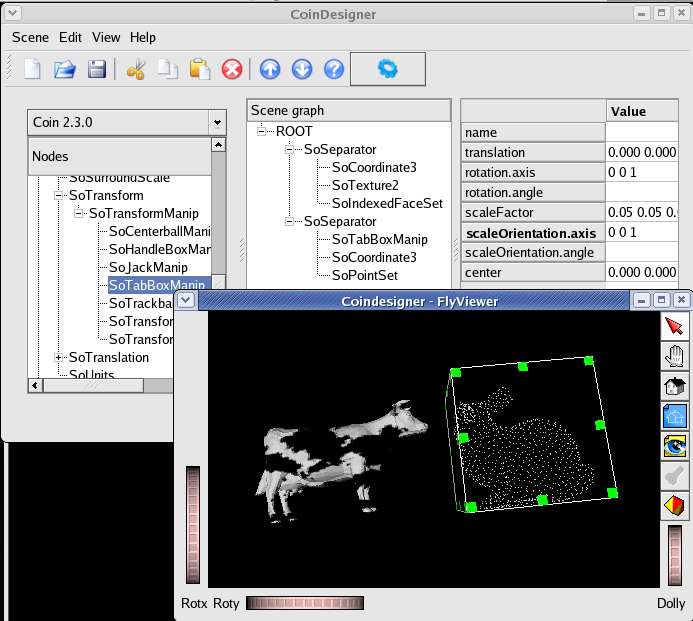 CoinDesigner
Scene Edit View Help
Coin 2.3.0
Nodes
SoSurroundScale
SoTransform
SoTransformManip
SoCenterballMani
SoHandleBoxMar
SoJackManip
SoTabBoxManip
SoTrackba
SoTransfor
SoTransfor
SoTranslation
SoUnits
Scene graph
ROOT
SoSeparator
SoCoordinate3
SoTexture2
SoIndexedFaceSet
SoSeparator
SoTabBoxManip
SoCoordinate3
SoPointSet
Value
name
translation 0.000 0.000
rotation.axis 0 0 1
rotation.angle
scaleFactor 0.05 0.05 0.
scaleOrientation.axis 0 0 1
scaleOrientation.angle
center 0.000 0.000
Coindesigner - FlyViewer
Rotx Roty
Dolly